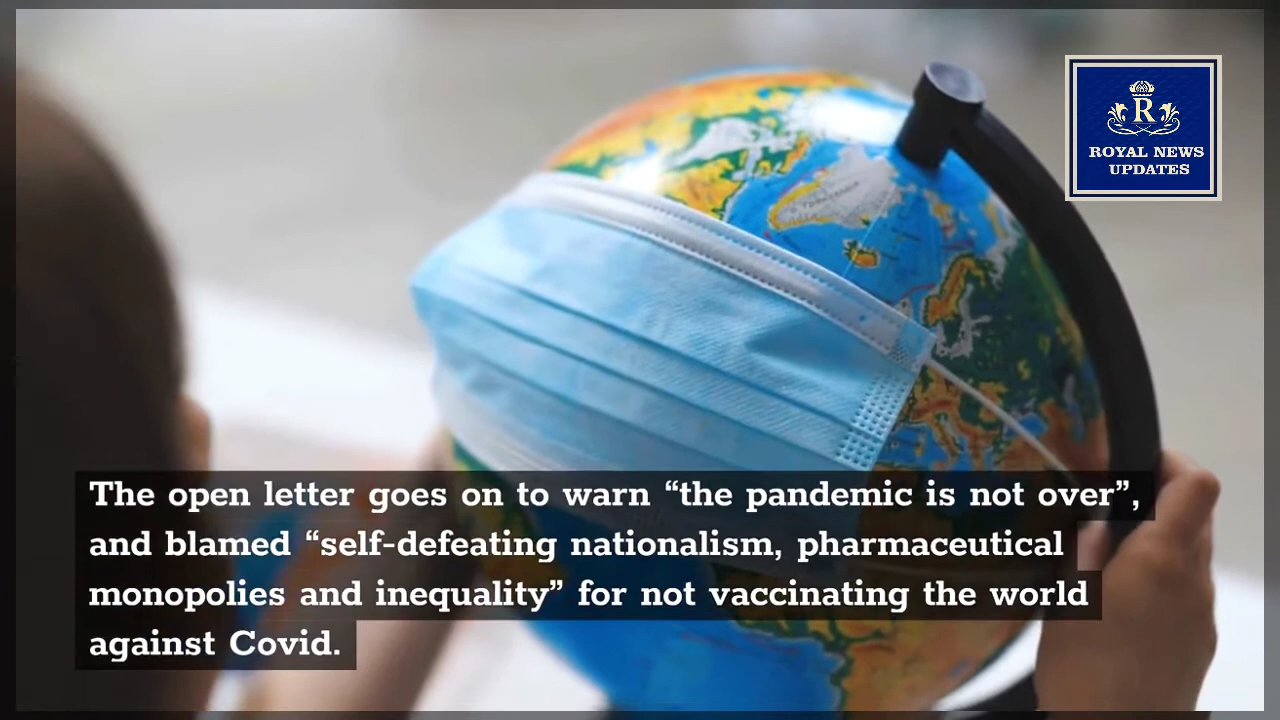 R
ROYAL NEWS
UPDATES
The open letter goes on to warn “the pandemic is not over”,
and blamed “self-defeating nationalism, pharmaceutical
monopolies and inequality” for not vaccinating the world
against Covid.